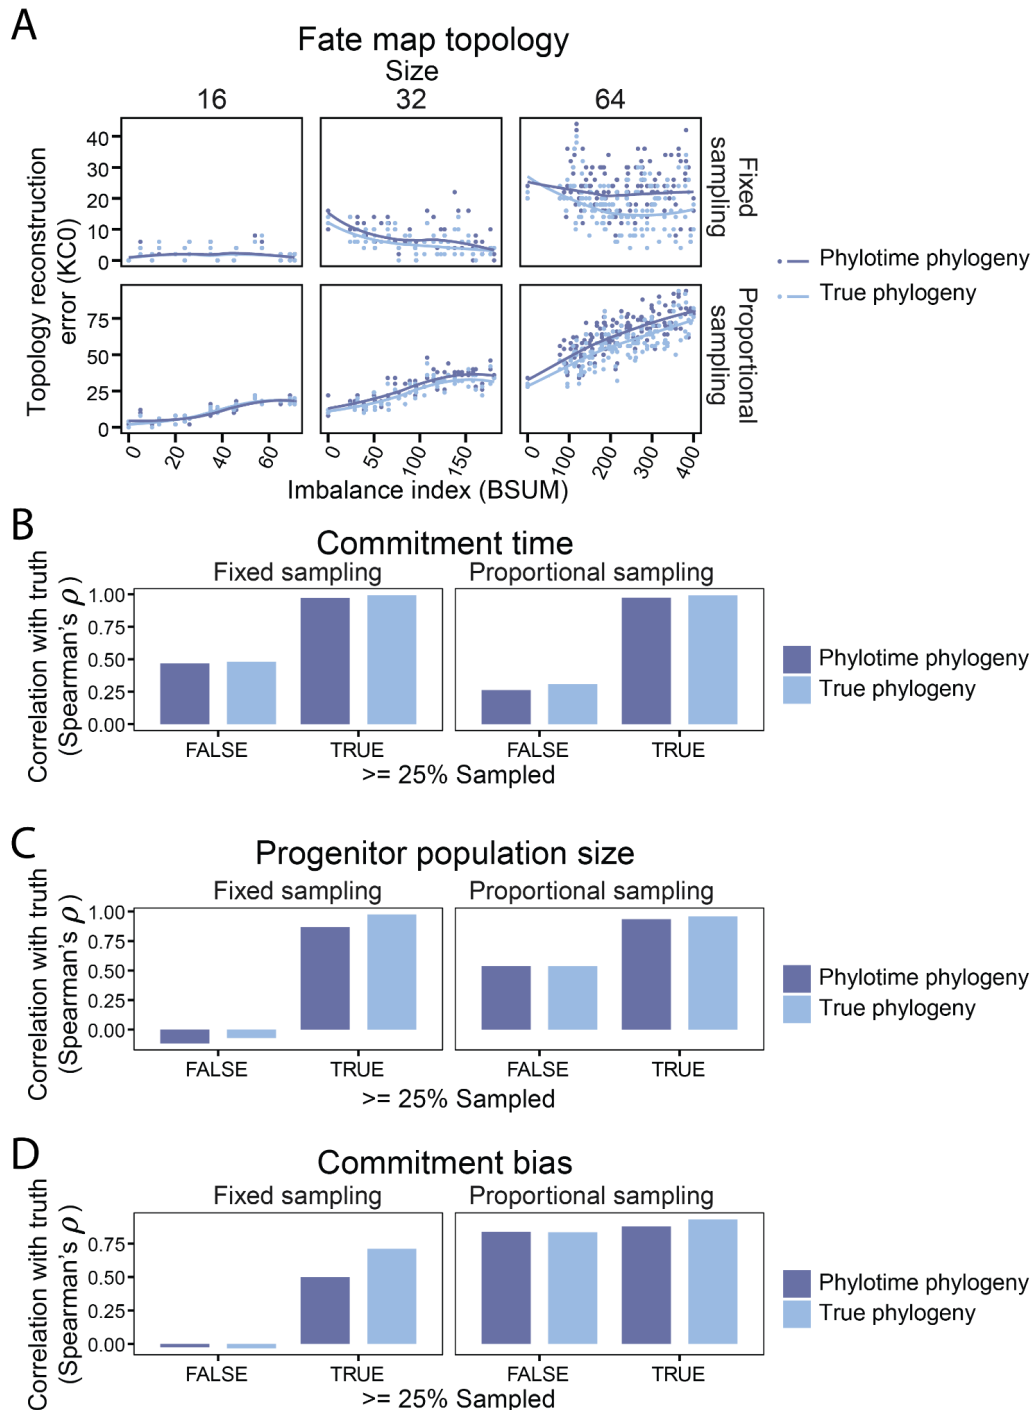 A
Fate map topology
Size
16 32 64
Topology reconstruction
error (KC0)
40
30
20
10
0
Fixed
sampling
75
50
25
0
Proportional
sampling
0 20 40 60
0 50 100 150
0 100 200 300 400
Imbalance index (BSUM)
Phylotime phylogeny
True phylogeny
B
Commitment time
Fixed sampling Proportional sampling
Correlation with truth
(Spearman's ρ)
1.00
0.75
0.50
0.25
0.00
FALSE TRUE FALSE TRUE
>= 25% Sampled
Phylotime phylogeny
True phylogeny
C
Progenitor population size
Fixed sampling Proportional sampling
Correlation with truth
(Spearman's ρ)
1.00
0.75
0.50
0.25
0.00
FALSE TRUE FALSE TRUE
>= 25% Sampled
Phylotime phylogeny
True phylogeny
D
Commitment bias
Fixed sampling Proportional sampling
Correlation with truth
(Spearman's ρ)
0.75
0.50
0.25
0.00
FALSE TRUE FALSE TRUE
>= 25% Sampled
Phylotime phylogeny
True phylogeny